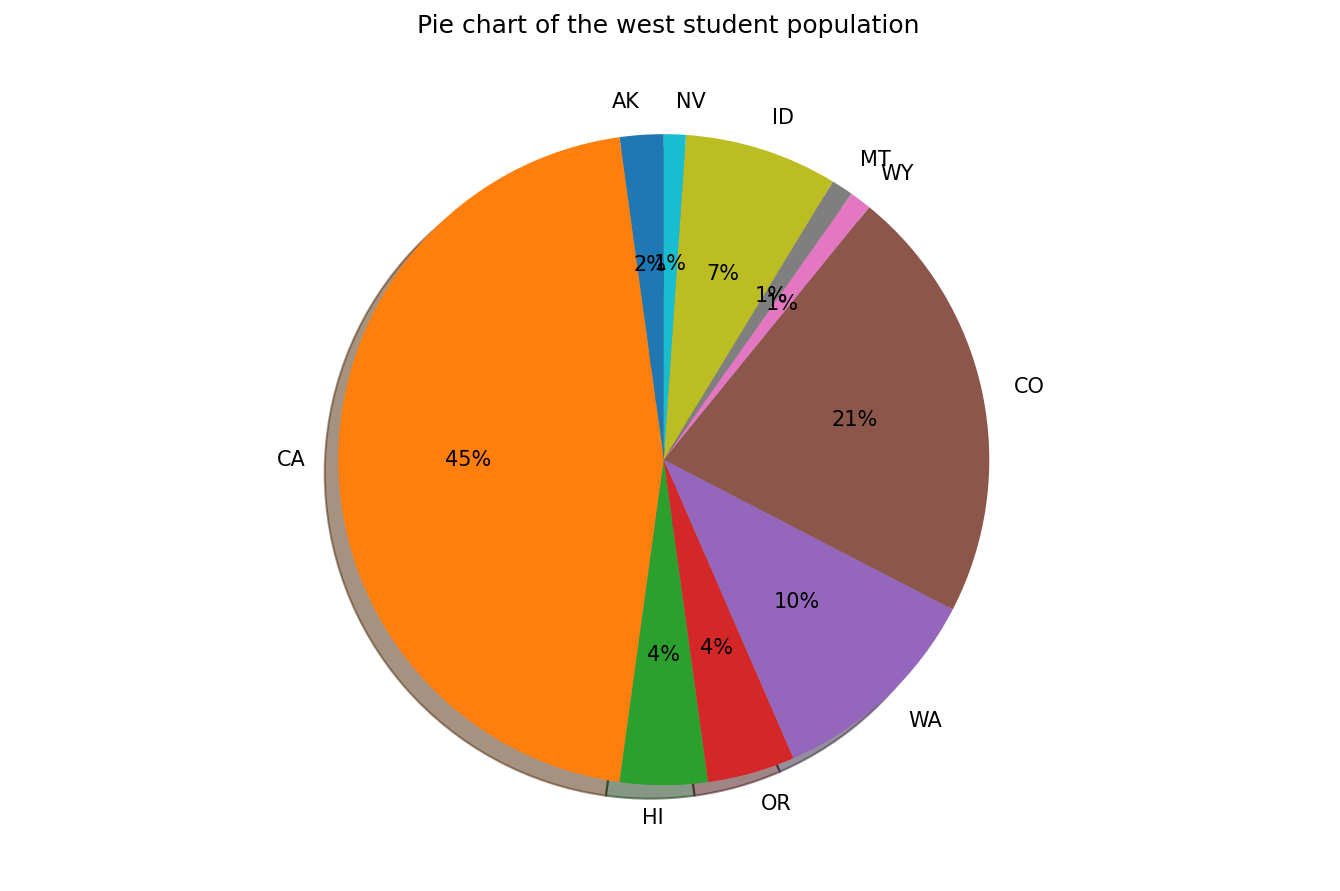 Pie chart of the west student population
AK
NV
ID
MT
WY
2%
1%
7%
1%
1%
CO
21%
CA
45%
10%
4%
4%
WA
OR
HI